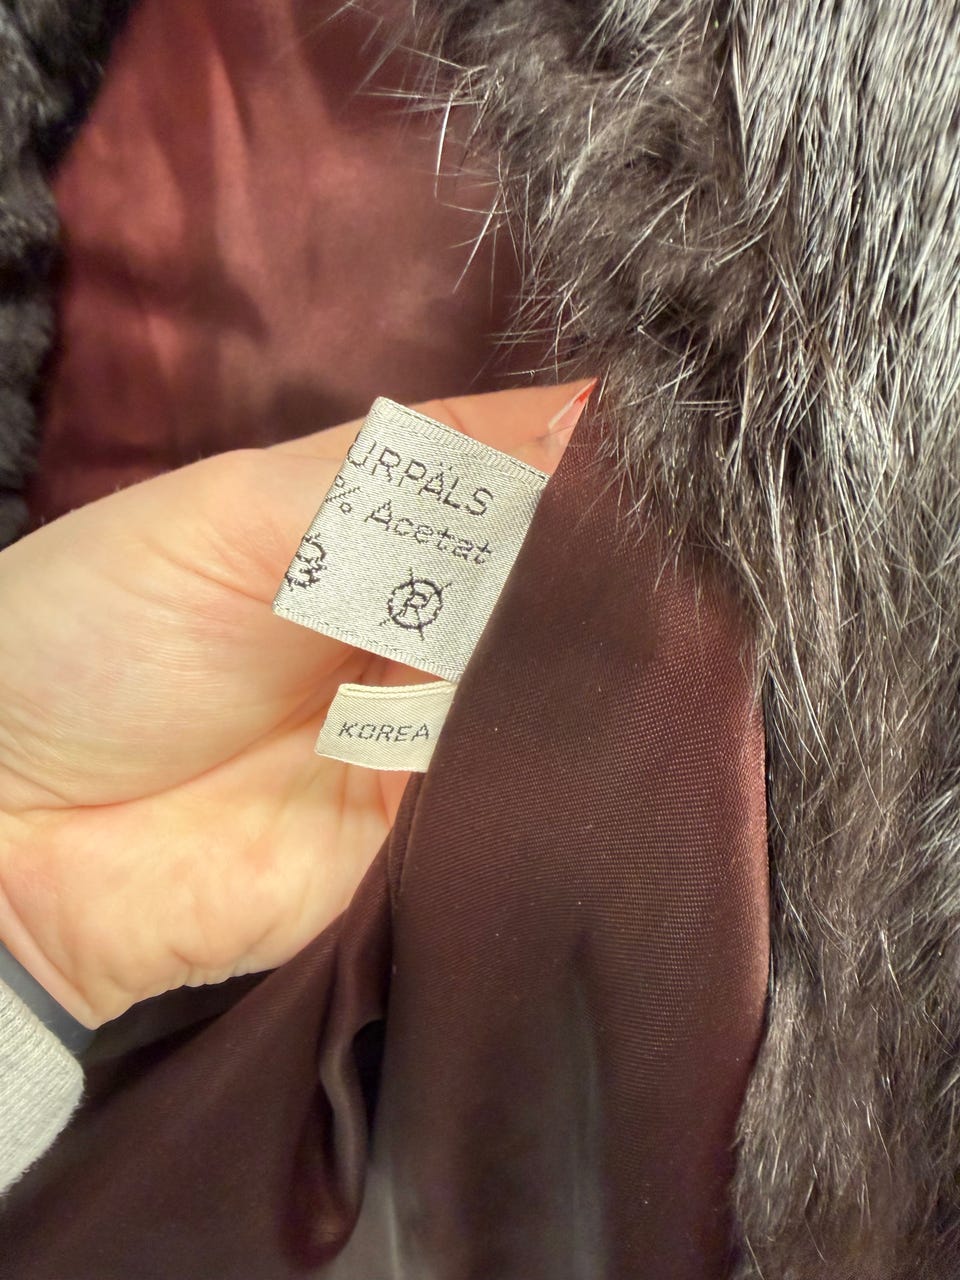 URPÄLS
% Acetat
R
KOREA